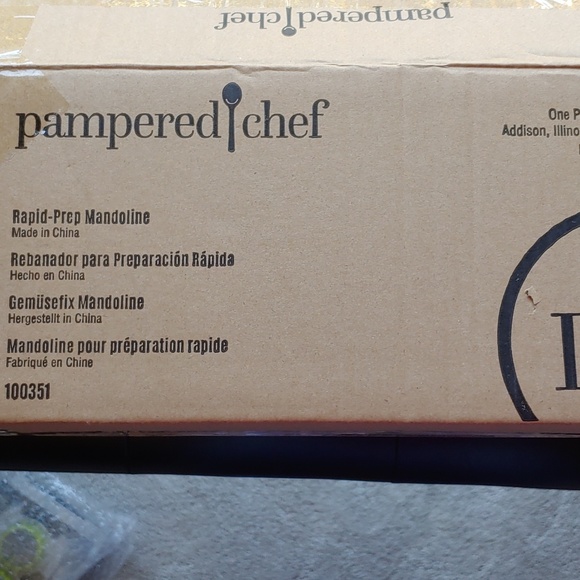 pampered chef
pampered chef
One P
Addison, Illino
Rapid-Prep Mandoline
Made in China
Rebanador para Preparación Rápida
Hecho en China
Gemüsefix Mandoline
Hergestellt in China
Mandoline pour préparation rapide
Fabriqué en Chine
100351